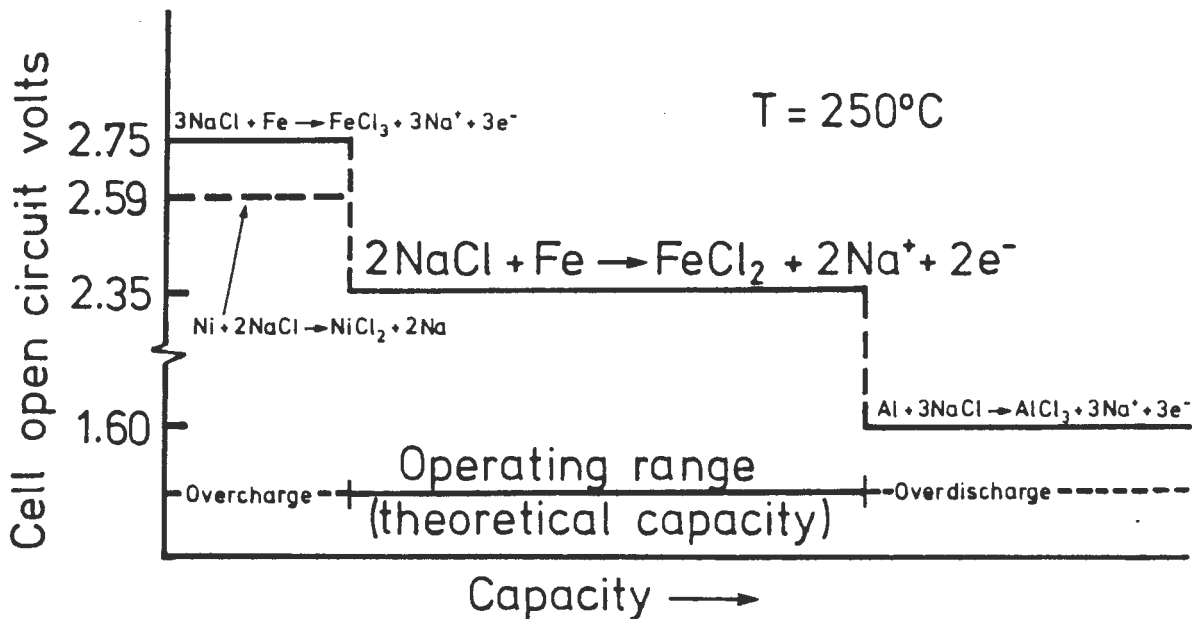 Cell open circuit volts
3NaCl + Fe → FeCl₃ + 3Na⁺ + 3e⁻
T = 250°C
2.75
2.59
2NaCl + Fe → FeCl₂ + 2Na⁺ + 2e⁻
2.35
Ni + 2NaCl → NiCl₂ + 2Na
Al + 3NaCl → AlCl₃ + 3Na⁺ + 3e⁻
1.60
Operating range
Overcharge
Overdischarge
(theoretical capacity)
Capacity →